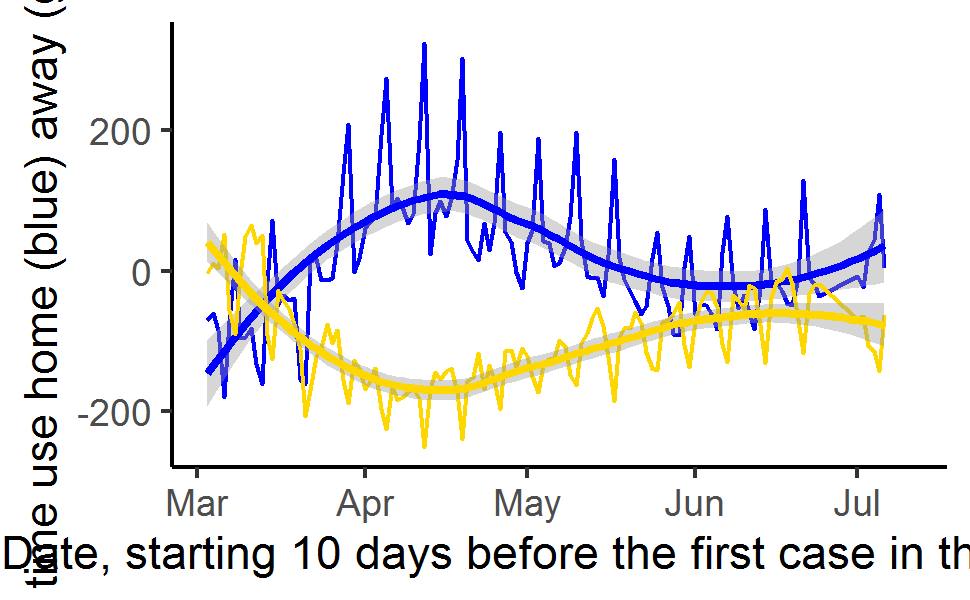 time use home (blue) away (
200
0
-200
Mar Apr May Jun Jul
Date, starting 10 days before the first case in th